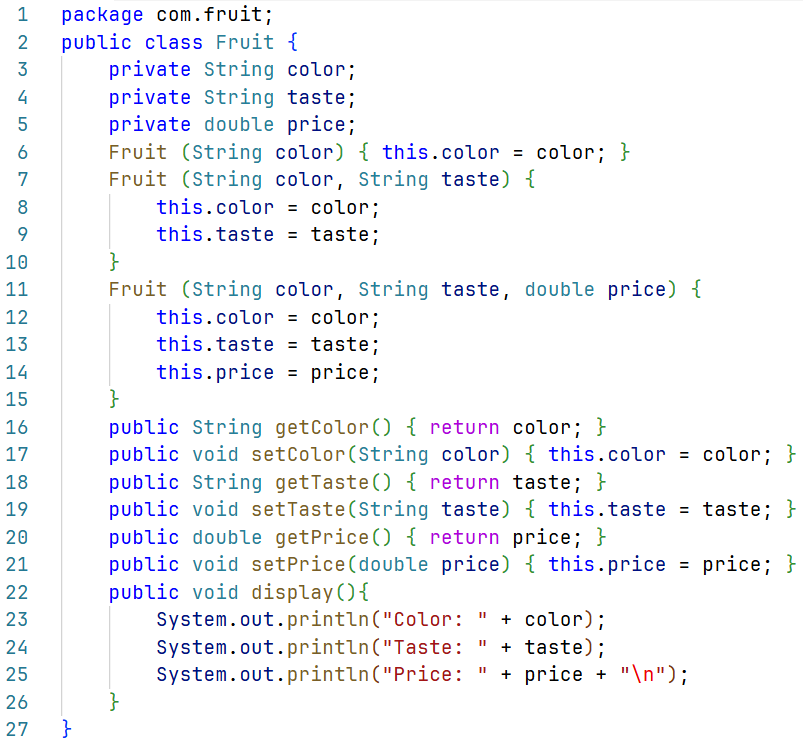 1 package com.fruit;
2 public class Fruit {
3     private String color;
4     private String taste;
5     private double price;
6     Fruit (String color) { this.color = color; }
7     Fruit (String color, String taste) {
8         this.color = color;
9         this.taste = taste;
10     }
11     Fruit (String color, String taste, double price) {
12         this.color = color;
13         this.taste = taste;
14         this.price = price;
15     }
16     public String getColor() { return color; }
17     public void setColor(String color) { this.color = color; }
18     public String getTaste() { return taste; }
19     public void setTaste(String taste) { this.taste = taste; }
20     public double getPrice() { return price; }
21     public void setPrice(double price) { this.price = price; }
22     public void display(){
23         System.out.println("Color: " + color);
24         System.out.println("Taste: " + taste);
25         System.out.println("Price: " + price + "\n");
26     }
27 }